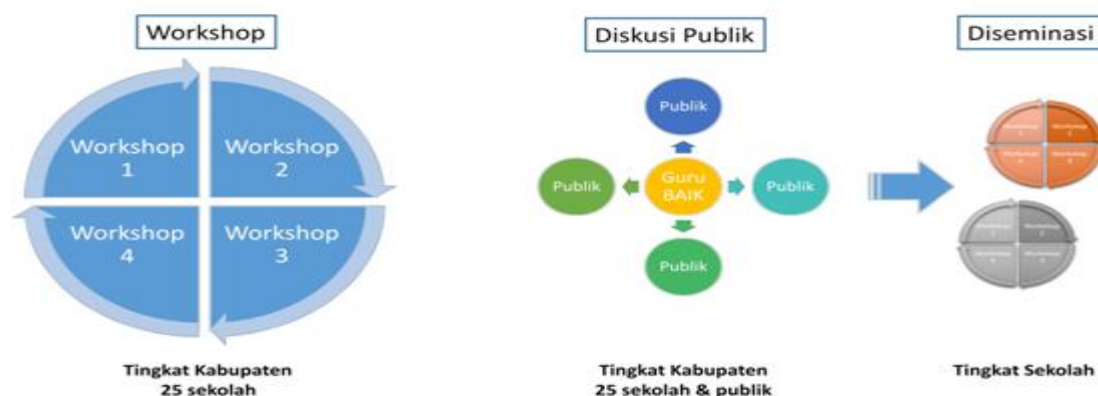 Workshop
Workshop
1
Workshop
2
Workshop
4
Workshop
3
Tingkat Kabupaten
25 sekolah
Diskusi Publik
Publik
Publik
Guru
BAIK
Publik
Publik
Tingkat Kabupaten
25 sekolah & publik
Diseminasi
Tingkat Sekolah